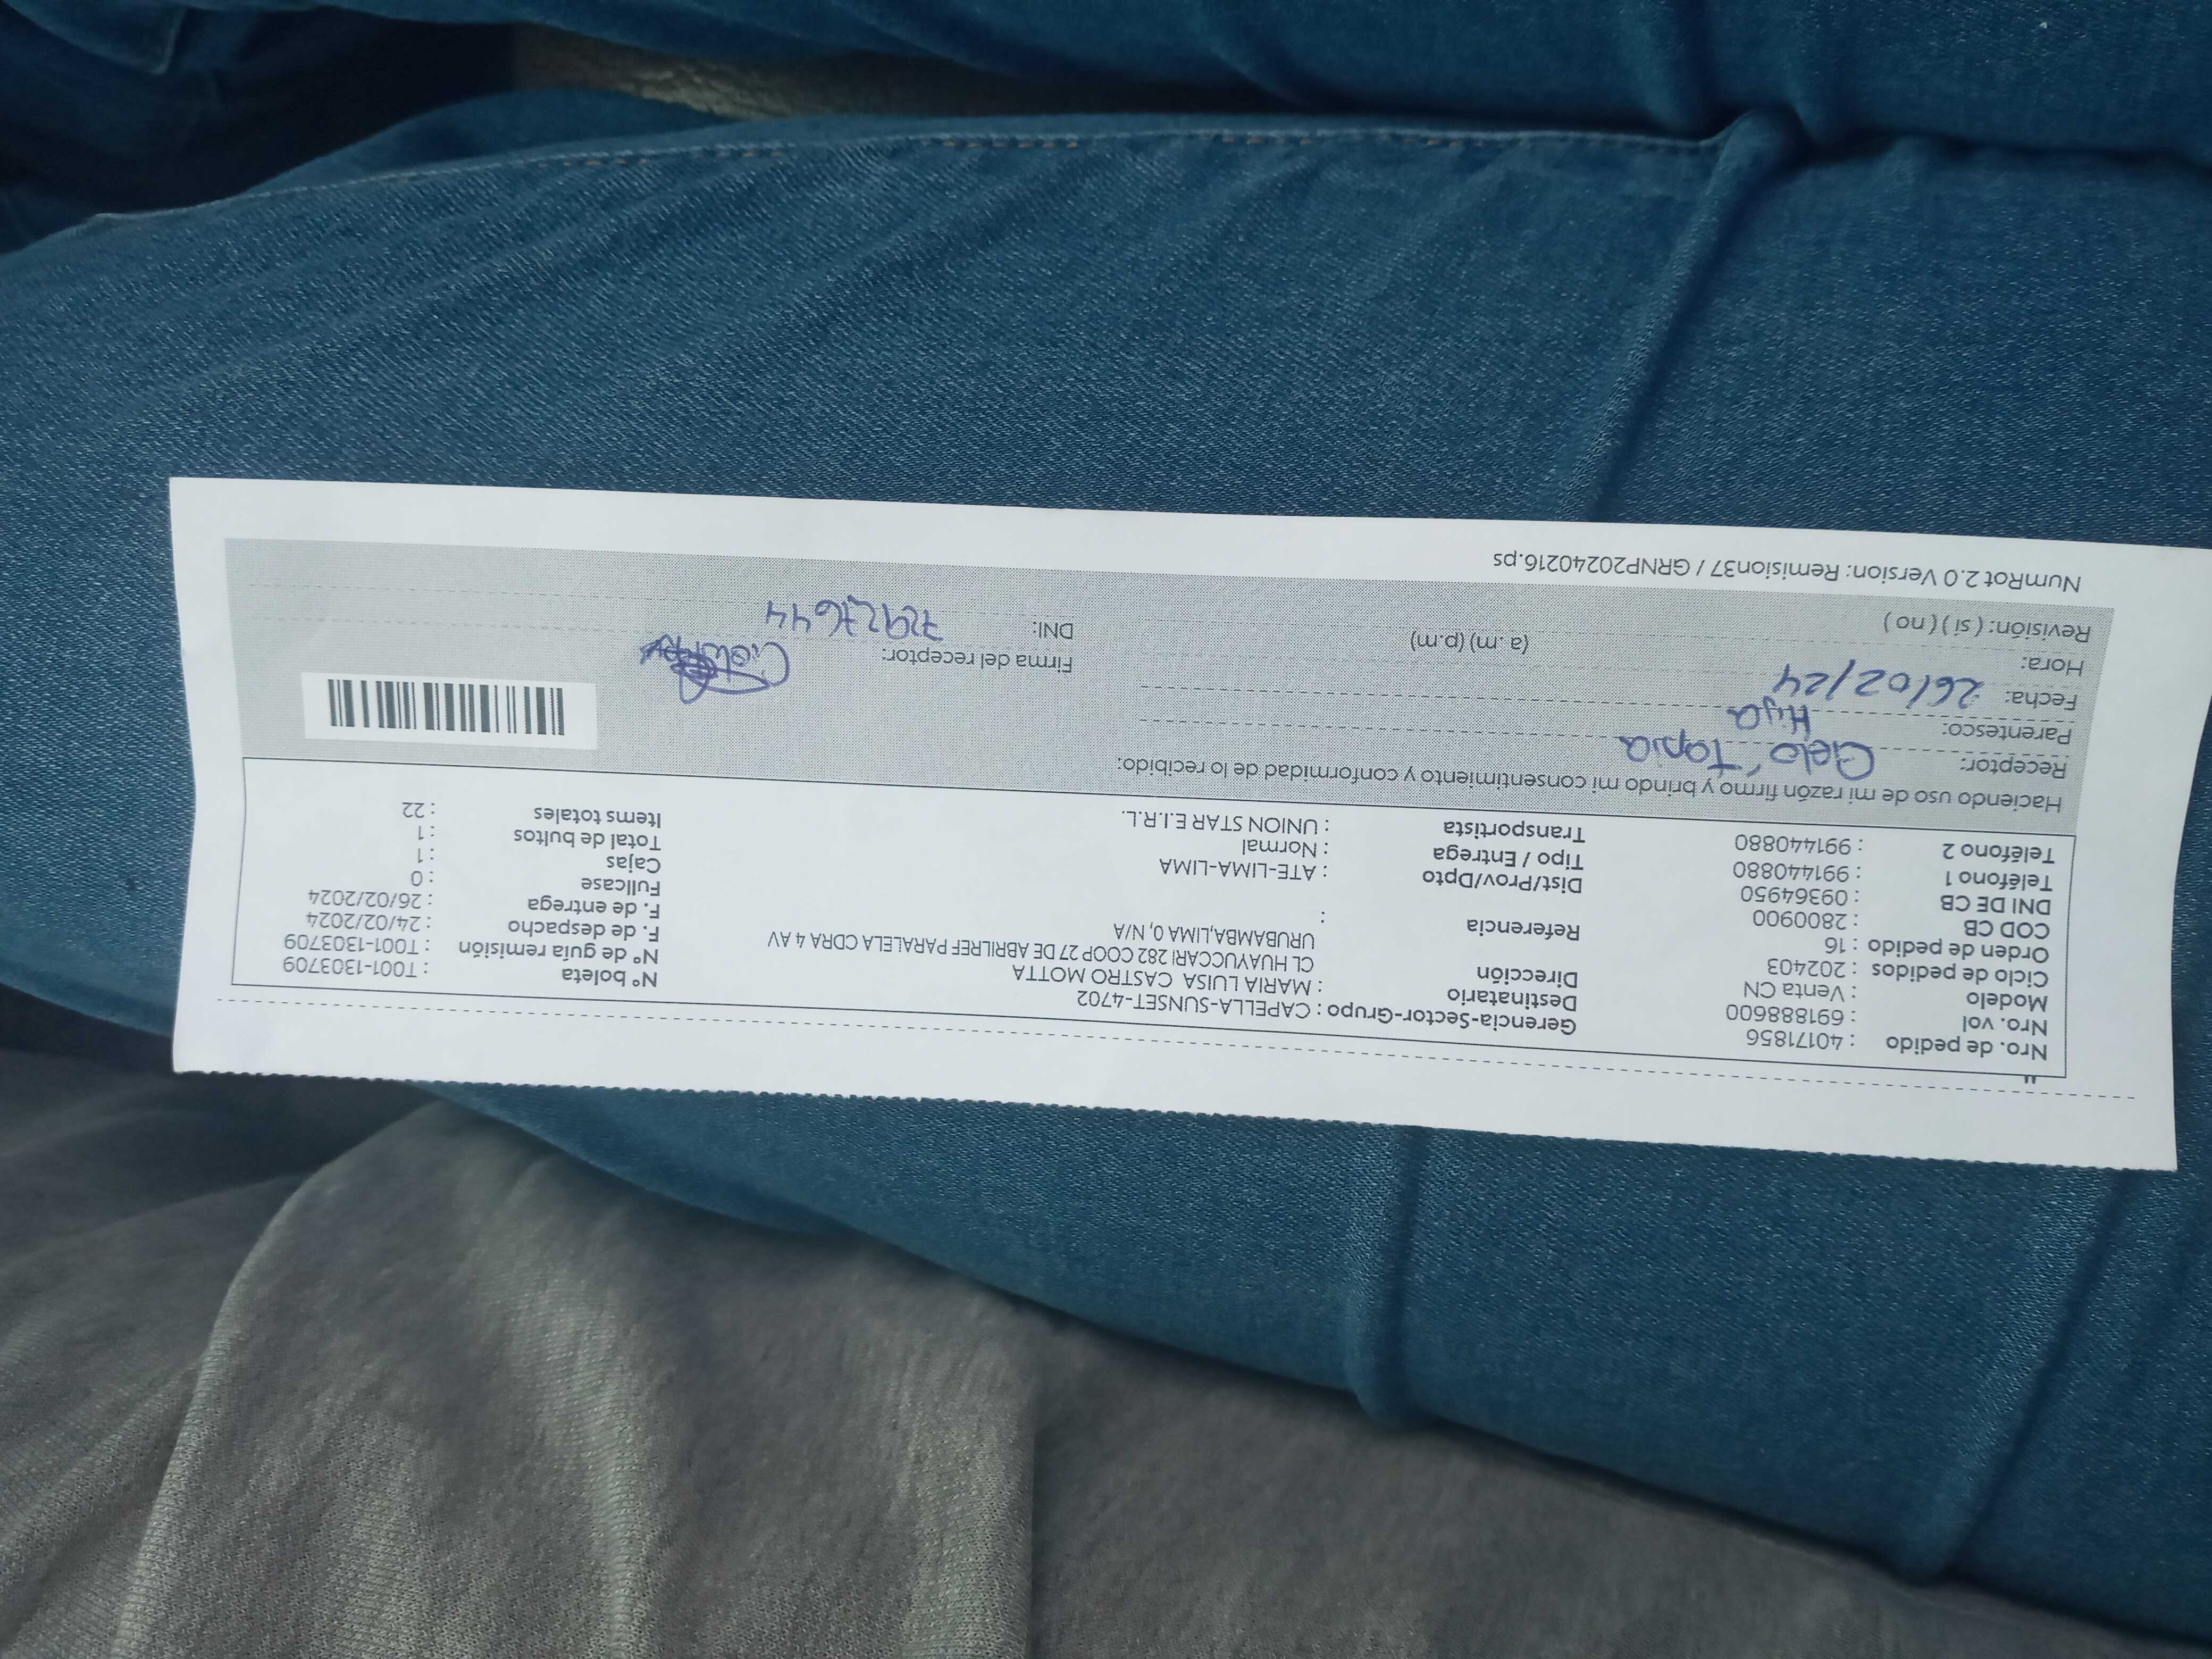 Nro. de pedido : 40171856
Nro. vol : 691888600
Modelo : Venta CN
Ciclo de pedidos : 202403
Orden de pedido : 16
COD CB : 2800900
DNI DE CB : 09364950
Teléfono 1 : 991440880
Teléfono 2 : 991440880
Gerencia-Sector-Grupo : CAPELLA-SUNSET-4702
Destinatario : MARIA LUISA CASTRO MOTTA
Dirección CL HUAYUCCARI 282 COOP 27 DE ABRILREF PARALELA CDRA 4 AV
URUBAMBA,LIMA 0, N/A
Referencia :
Dist/Prov/Dpto : ATE-LIMA-LIMA
Tipo / Entrega : Normal
Transportista : UNION STAR E.I.R.L.
N° boleta : T001-1303709
N° de guía remisión : T001-1303709
F. de despacho : 24/02/2024
F. de entrega : 26/02/2024
Fullcase : 0
Cajas : 1
Total de bultos : 1
Items totales : 22
Haciendo uso de mi razón firmo y brindo mi consentimiento y conformidad de lo recibido:
Receptor: Cielo Tapia
Parentesco: Hija
Fecha: 26/02/24
Hora: (a .m) (p.m)
Revisión: ( si ) ( no )
Firma del receptor:
DNI: 72927644
NumRot 2.0 Version: Remision37 / GRNP20240216.ps